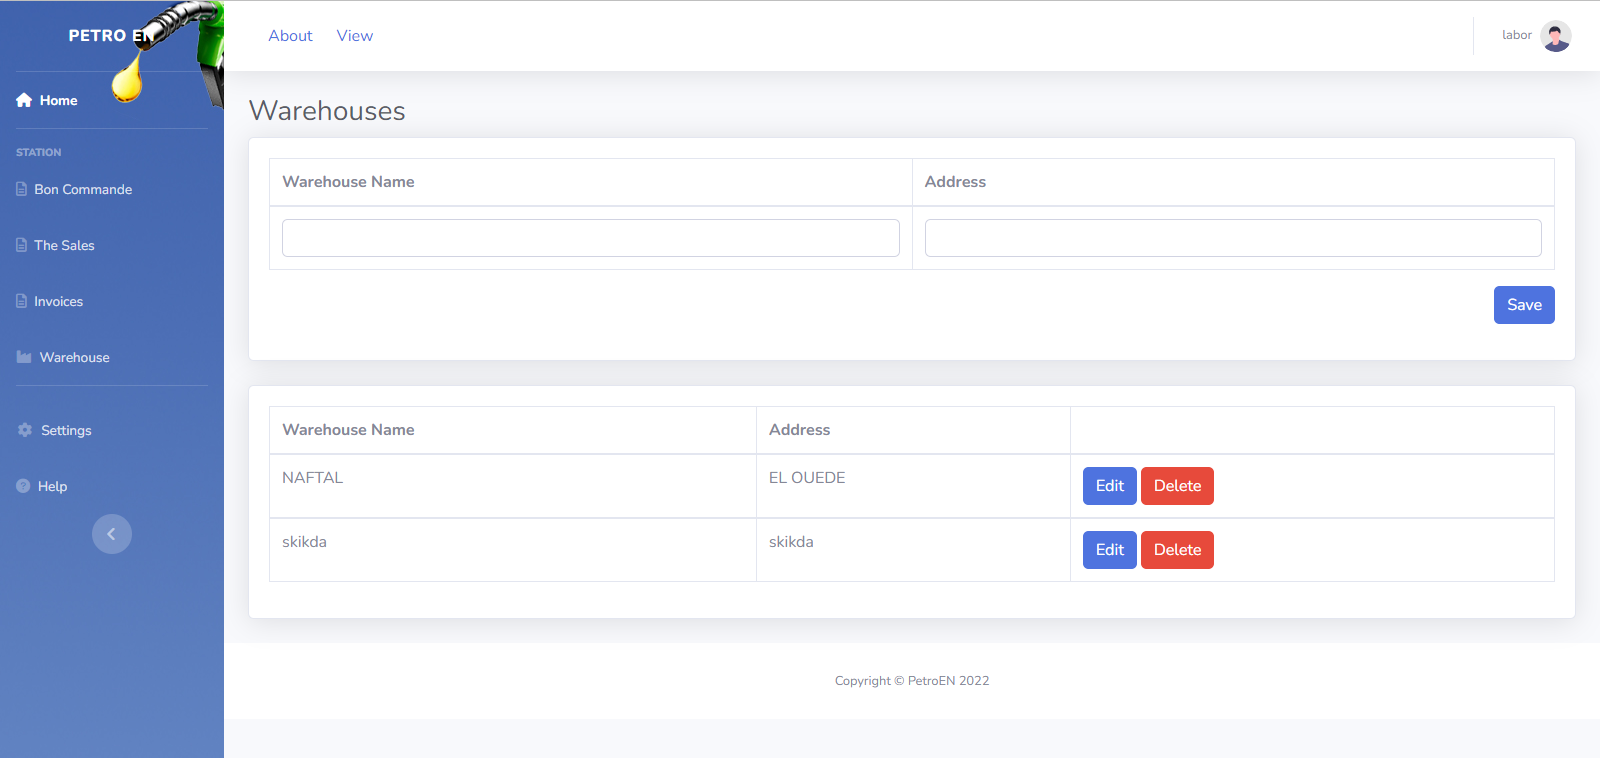 PETRO EN
About View
labor
Home
STATION
Bon Commande
The Sales
Invoices
Warehouse
Settings
Help
Warehouses
Warehouse Name Address
Save
Warehouse Name Address
NAFTAL EL OUEDE Edit Delete
skikda skikda Edit Delete
Copyright © PetroEN 2022